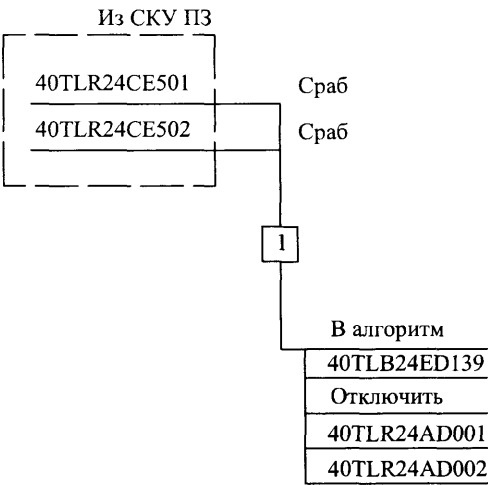 Из СКУ ПЗ
40TLR24CE501 Сраб
40TLR24CE502 Сраб
1
В алгоритм
40TLB24ED139
Отключить
40TLR24AD001
40TLR24AD002